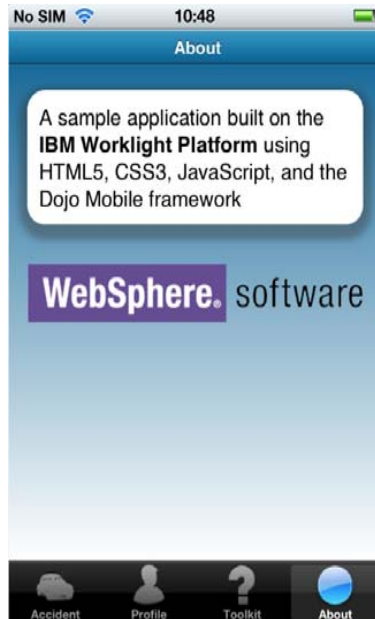 No SIM 10:48
About
A sample application built on the
IBM Worklight Platform using
HTML5, CSS3, JavaScript, and the
Dojo Mobile framework
WebSphere. software
Accident Profile Toolkit About